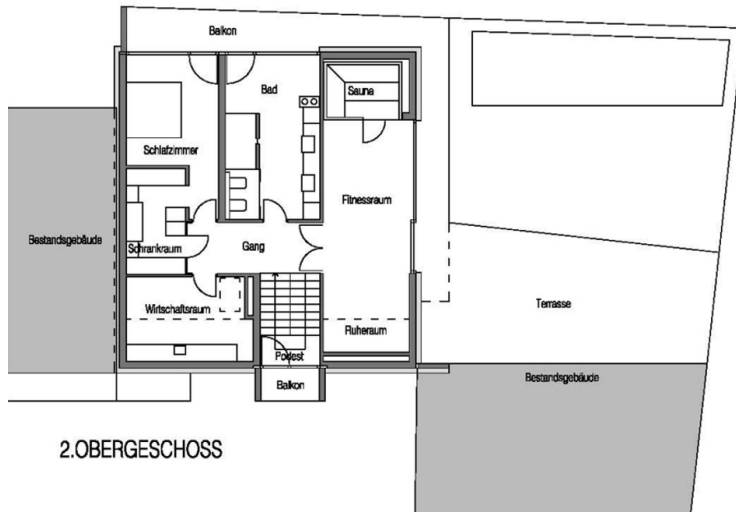 Balkon
Bad
Sauna
Schlafzimmer
Fitnessraum
Bestandsgebäude
Schrankraum
Gang
Wirtschaftsraum
Terrasse
Ruheraum
Podest
Bestandsgebäude
Balkon
2.OBERGESCHOSS